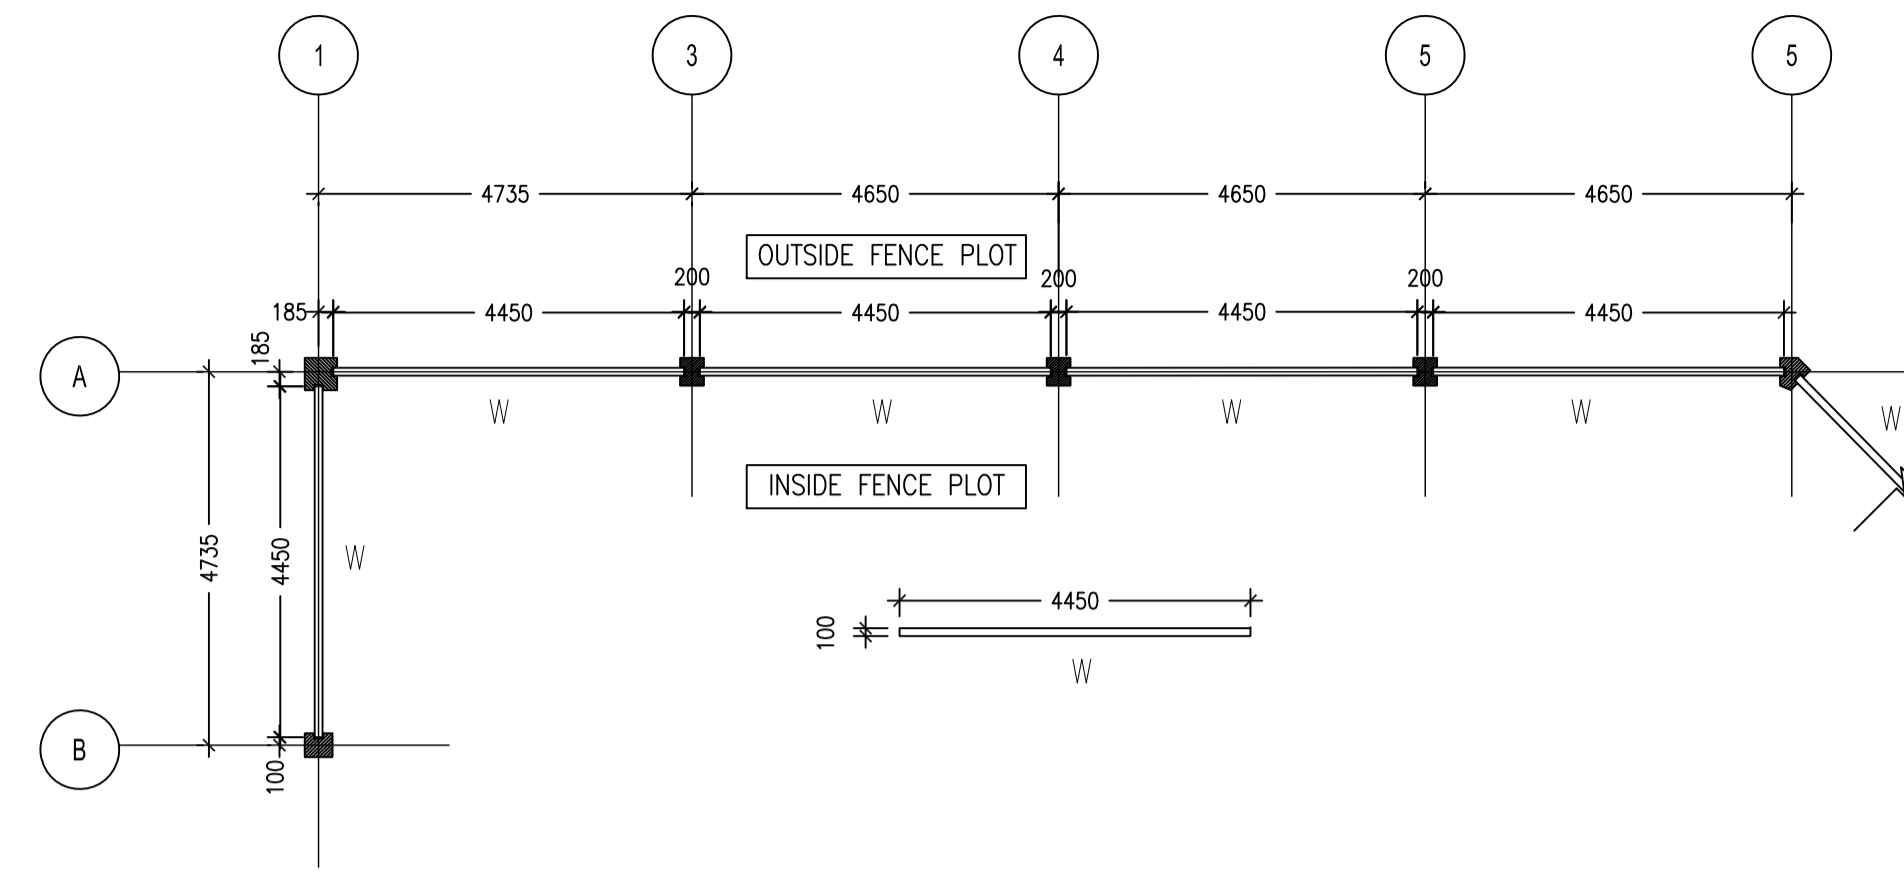 1 3 4 5 5
4735 4650 4650 4650
OUTSIDE FENCE PLOT
200 200 200
185 4450 4450 4450 4450
185
A
W W W W W
INSIDE FENCE PLOT
4735 4450 W
4450
100
W
B
100